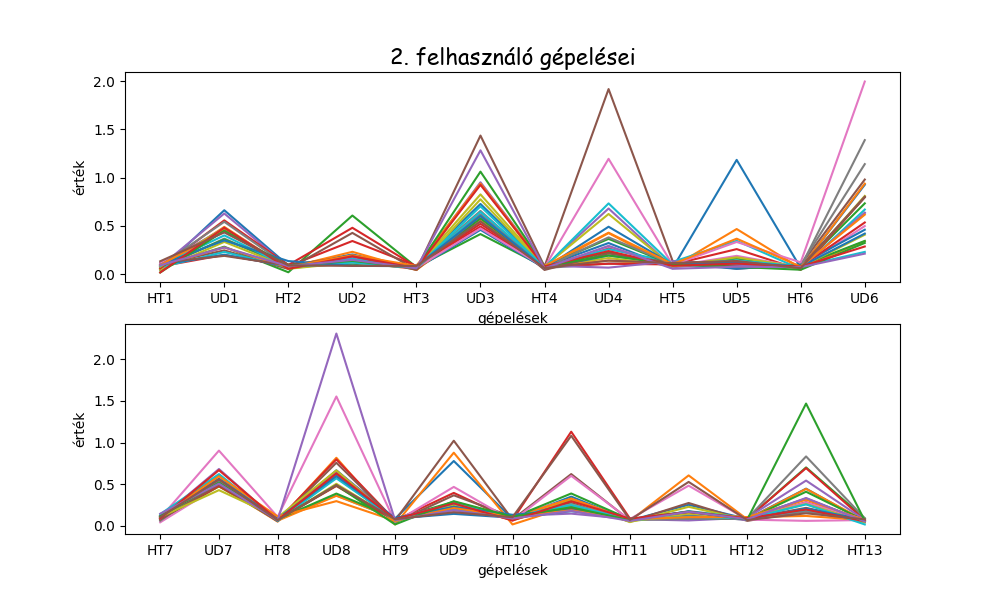 2. felhasználó gépelései
2.0
1.5
1.0
0.5
0.0
érték
HT1 UD1 HT2 UD2 HT3 UD3 HT4 UD4 HT5 UD5 HT6 UD6
gépelések
2.0
1.5
1.0
0.5
0.0
érték
HT7 UD7 HT8 UD8 HT9 UD9 HT10 UD10 HT11 UD11 HT12 UD12 HT13
gépelések